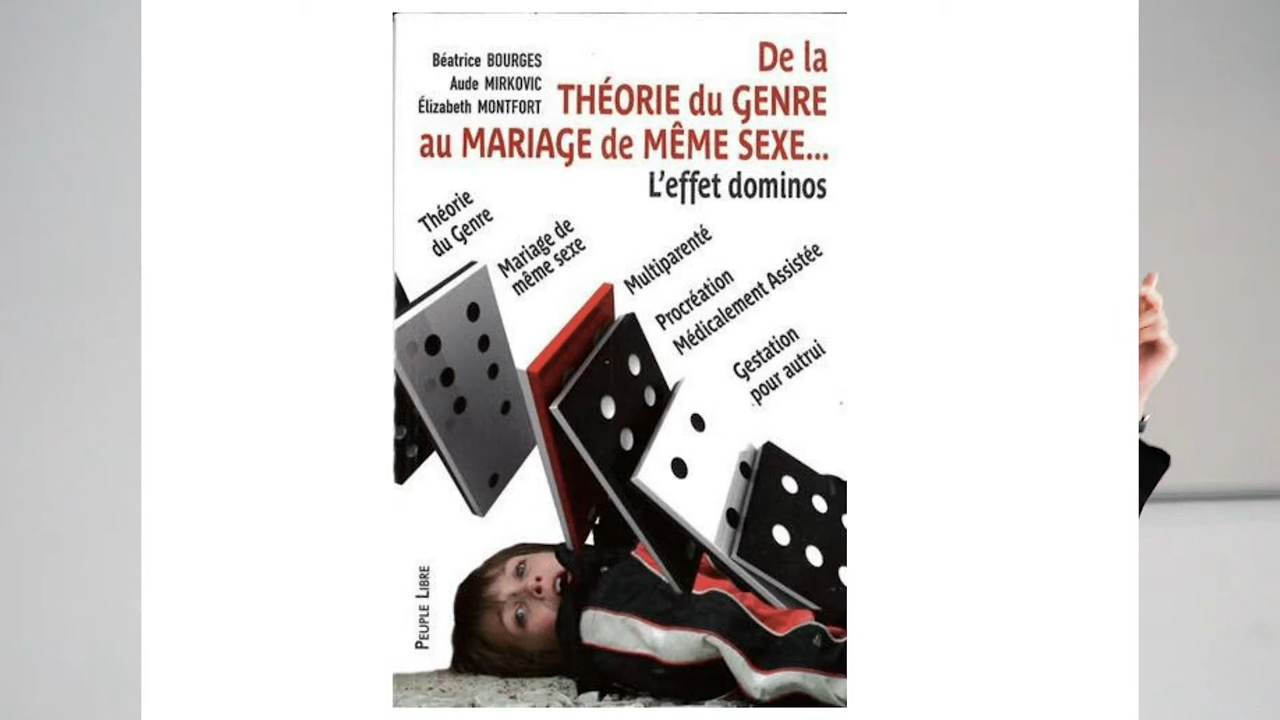 Béatrice BOURGES
Aude MIRKOVIC
Élizabeth MONTFORT
De la
THÉORIE du GENRE
au MARIAGE de MÊME SEXE...
L'effet dominos
Théorie
du Genre
Mariage de
même sexe
Multiparenté
Procréation
Médicalement Assistée
Gestation
pour autrui
PEUPLE LIBRE